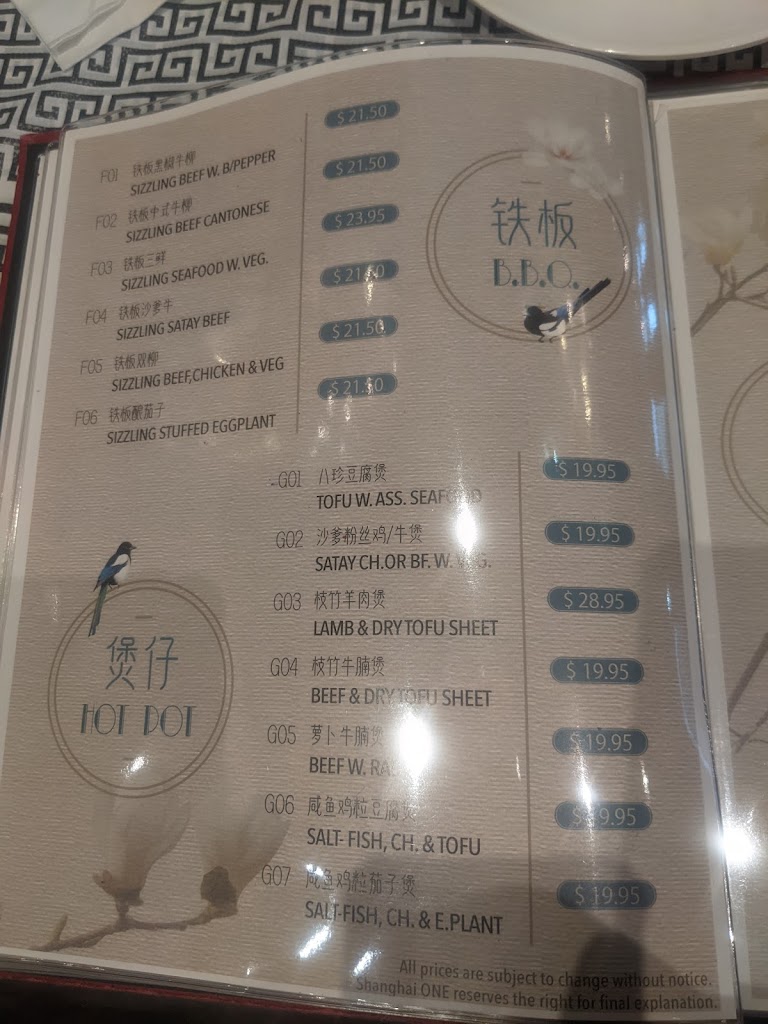 F01 铁板黑椒牛柳 $ 21.50
SIZZLING BEEF W. B/PEPPER
F02 铁板中式牛柳 $ 21.50
SIZZLING BEEF CANTONESE
F03 铁板三鲜 $ 23.95
SIZZLING SEAFOOD W. VEG.
F04 铁板沙爹牛 $ 21.50
SIZZLING SATAY BEEF
F05 铁板双柳 $ 21.50
SIZZLING BEEF,CHICKEN & VEG
F06 铁板酿茄子 $ 21.50
SIZZLING STUFFED EGGPLANT
铁板
B.B.Q.
煲仔
HOT POT
G01 八珍豆腐煲 $ 19.95
TOFU W. ASS. SEAFOOD
G02 沙爹粉丝鸡/牛煲 $ 19.95
SATAY CH.OR BF. W. VEG.
G03 枝竹羊肉煲 $ 28.95
LAMB & DRY TOFU SHEET
G04 枝竹牛腩煲 $ 19.95
BEEF & DRY TOFU SHEET
G05 萝卜牛腩煲 $ 19.95
BEEF W.
G06 咸鱼鸡粒豆腐煲 $ 19.95
SALT- FISH, CH. & TOFU
G07 咸鱼鸡粒茄子煲 $ 19.95
SALT-FISH, CH. & E.PLANT
All prices are subject to change without notice.
Shanghai ONE reserves the right for final explanation.